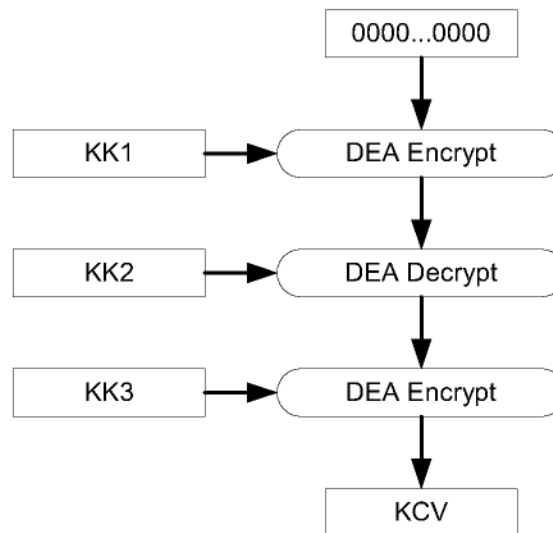 0000...0000
KK1
DEA Encrypt
KK2
DEA Decrypt
KK3
DEA Encrypt
KCV